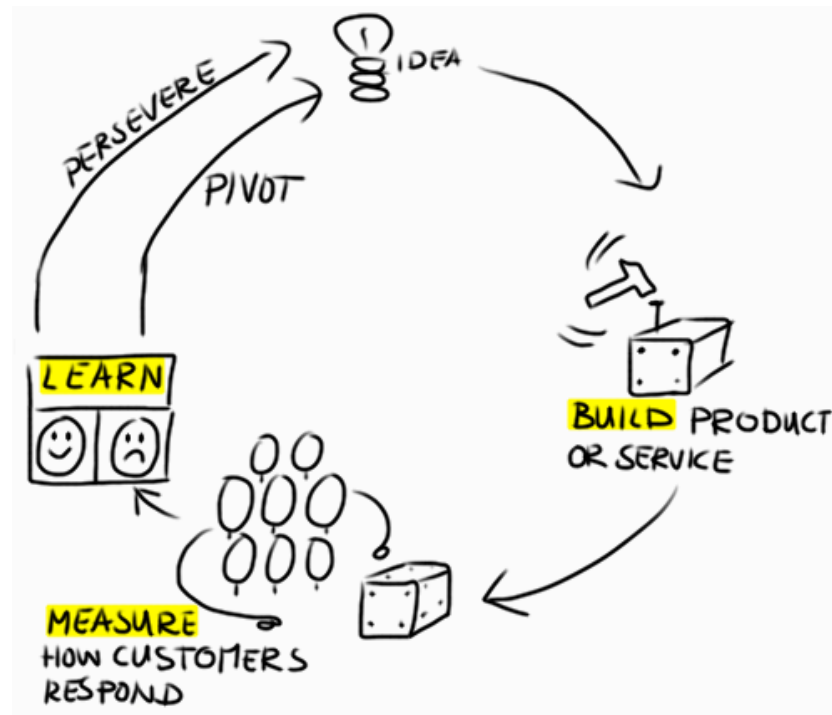 IDEA
PERSEVERE
PIVOT
LEARN
BUILD PRODUCT
OR SERVICE
MEASURE
HOW CUSTOMERS
RESPOND